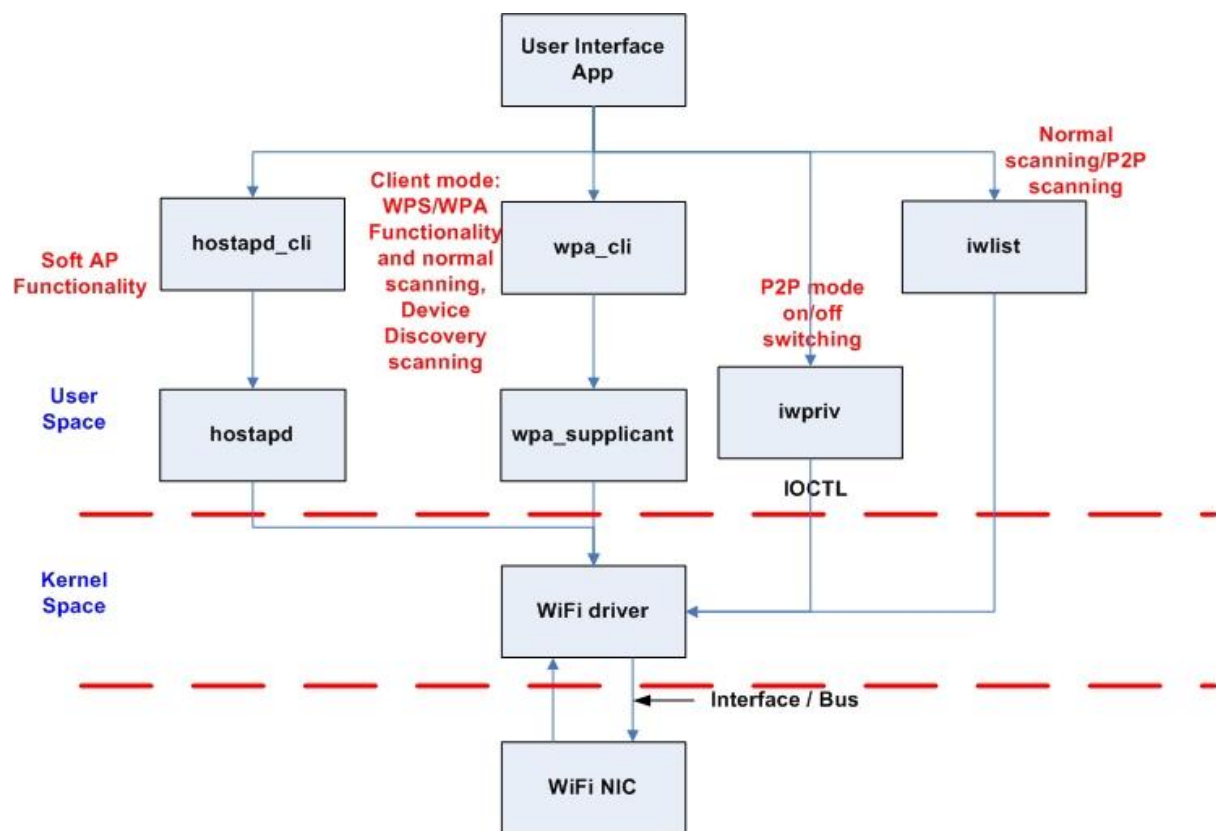 User Interface
App
Normal
scanning/P2P
scanning
Client mode:
WPS/WPA
Functionality
and normal
scanning,
Device
Discovery
scanning
hostapd_cli
wpa_cli
iwlist
Soft AP
Functionality
P2P mode
on/off
switching
User
Space
hostapd
wpa_supplicant
iwpriv
IOCTL
Kernel
Space
WiFi driver
Interface / Bus
WiFi NIC